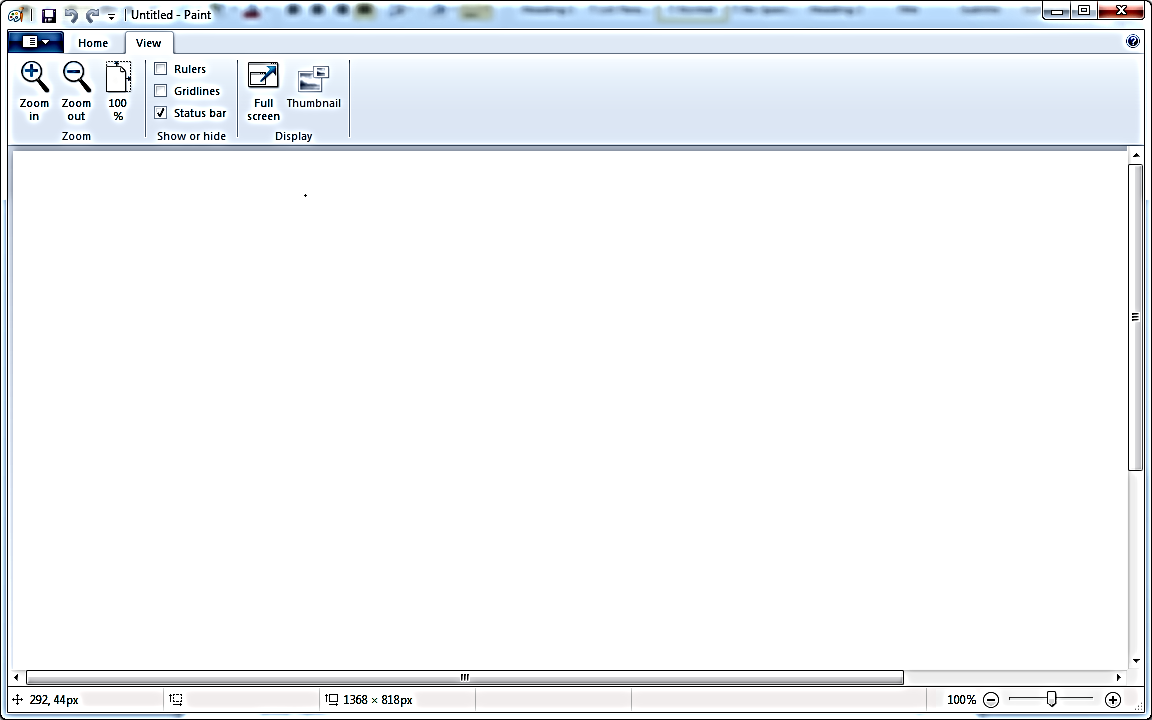 Untitled - Paint
Home View
Zoom in
Zoom out
100 %
Zoom
Rulers
Gridlines
Status bar
Show or hide
Full screen
Thumbnail
Display
292, 44px
1368 × 818px
100%